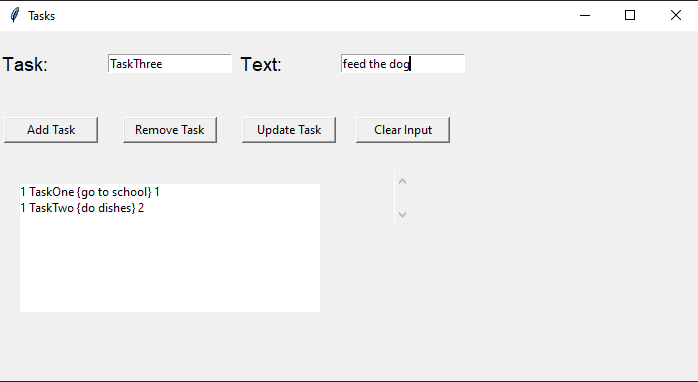 Tasks
Task: TaskThree Text: feed the dog
Add Task Remove Task Update Task Clear Input
1 TaskOne {go to school} 1
1 TaskTwo {do dishes} 2